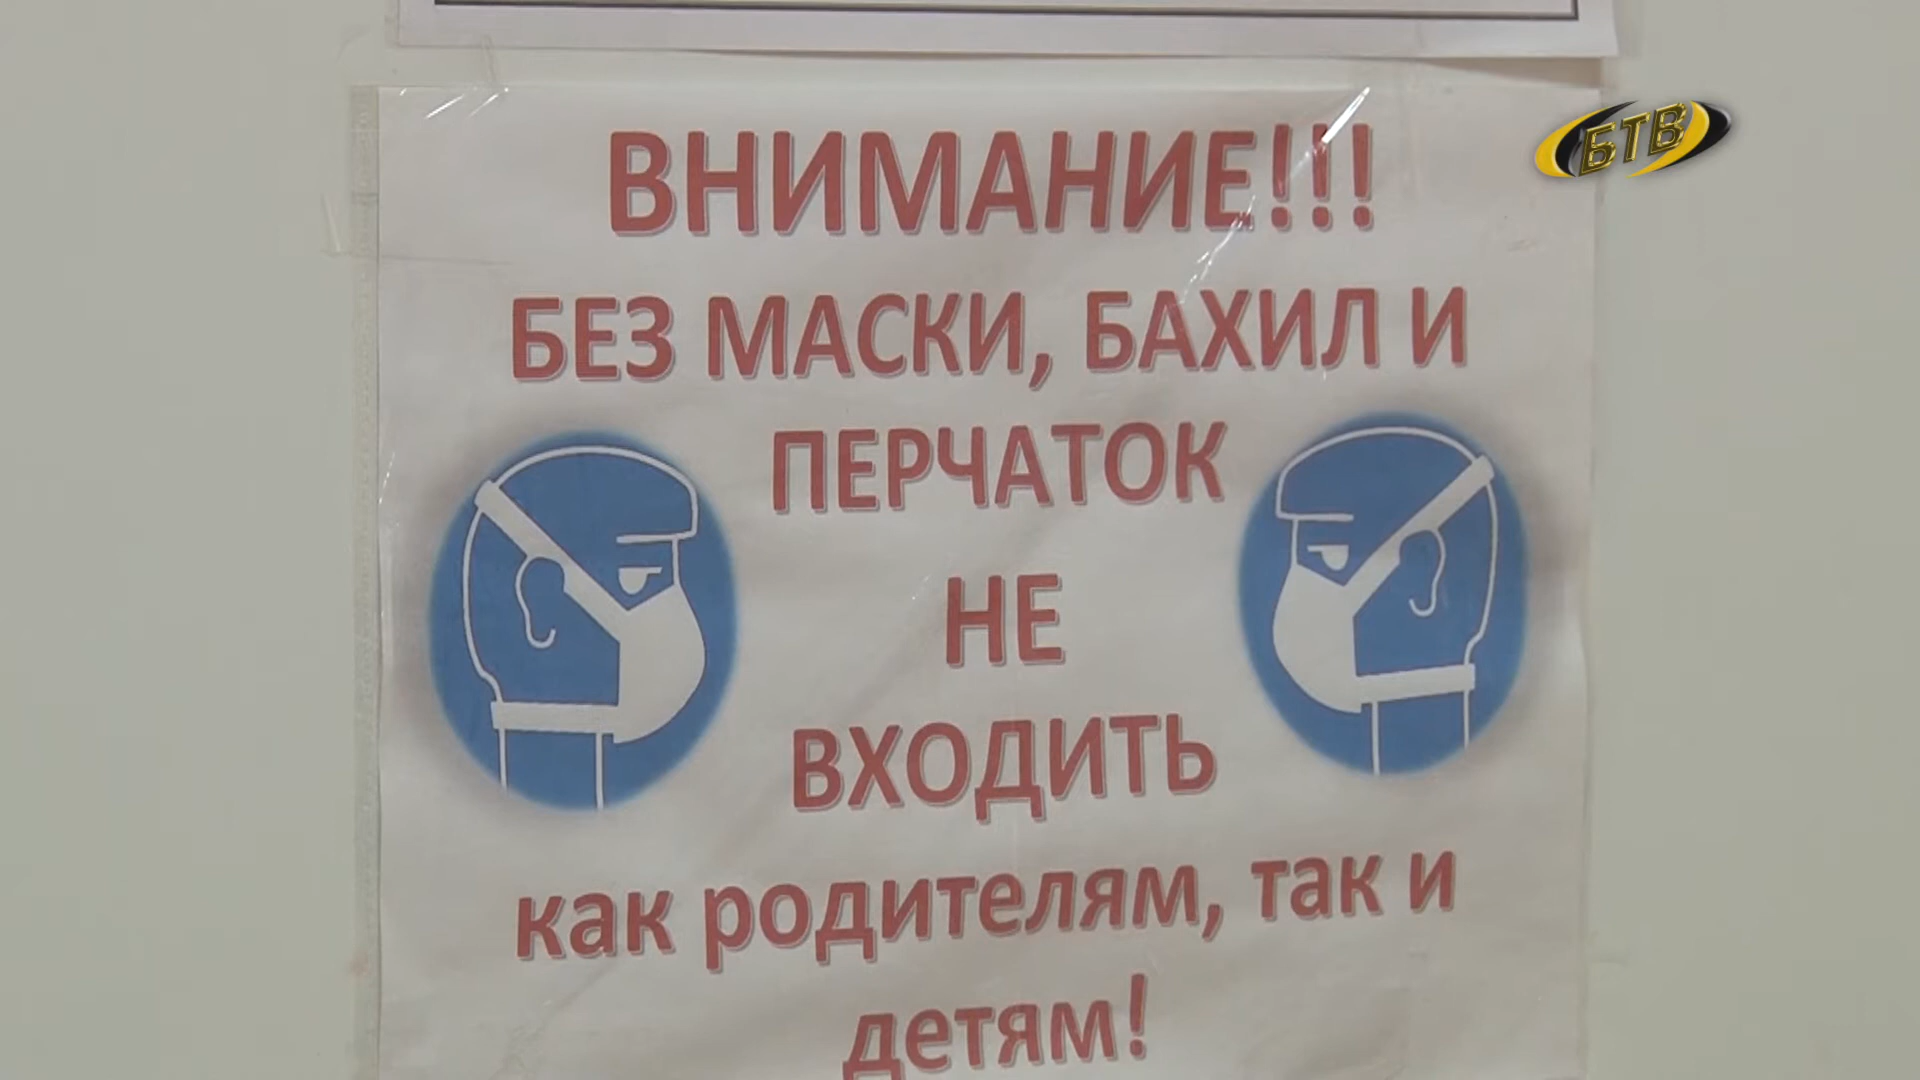 БТВ
ВНИМАНИЕ!!!
БЕЗ МАСКИ, БАХИЛ И
ПЕРЧАТОК
НЕ
ВХОДИТЬ
как родителям, так и
детям!